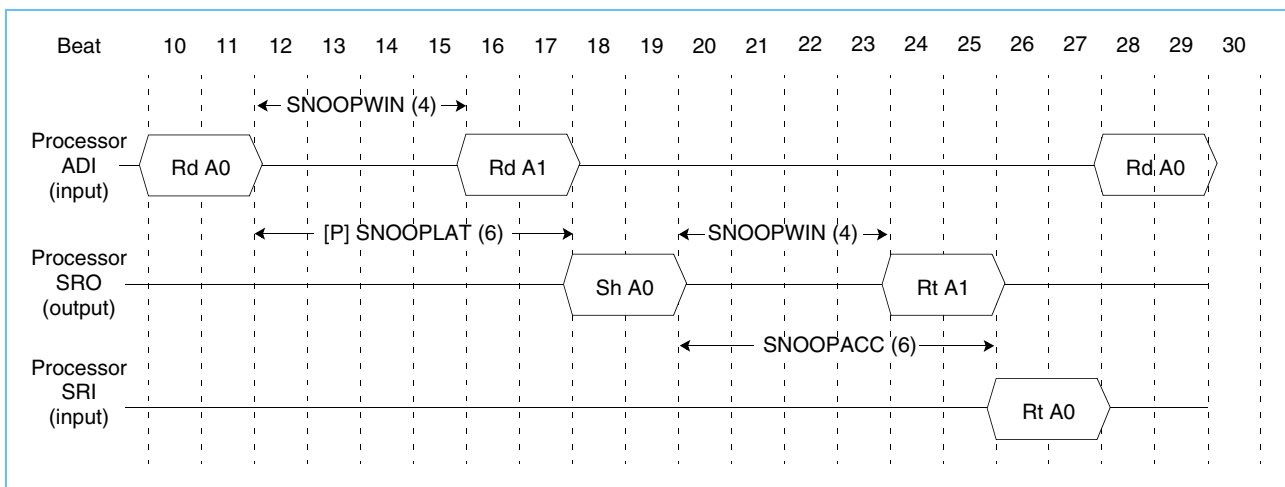 Beat 10 11 12 13 14 15 16 17 18 19 20 21 22 23 24 25 26 27 28 29 30
SNOOPWIN (4)
Processor
ADI
(input)
Rd A0
Rd A1
Rd A0
[P] SNOOPLAT (6)
SNOOPWIN (4)
Processor
SRO
(output)
Sh A0
Rt A1
SNOOPACC (6)
Processor
SRI
(input)
Rt A0